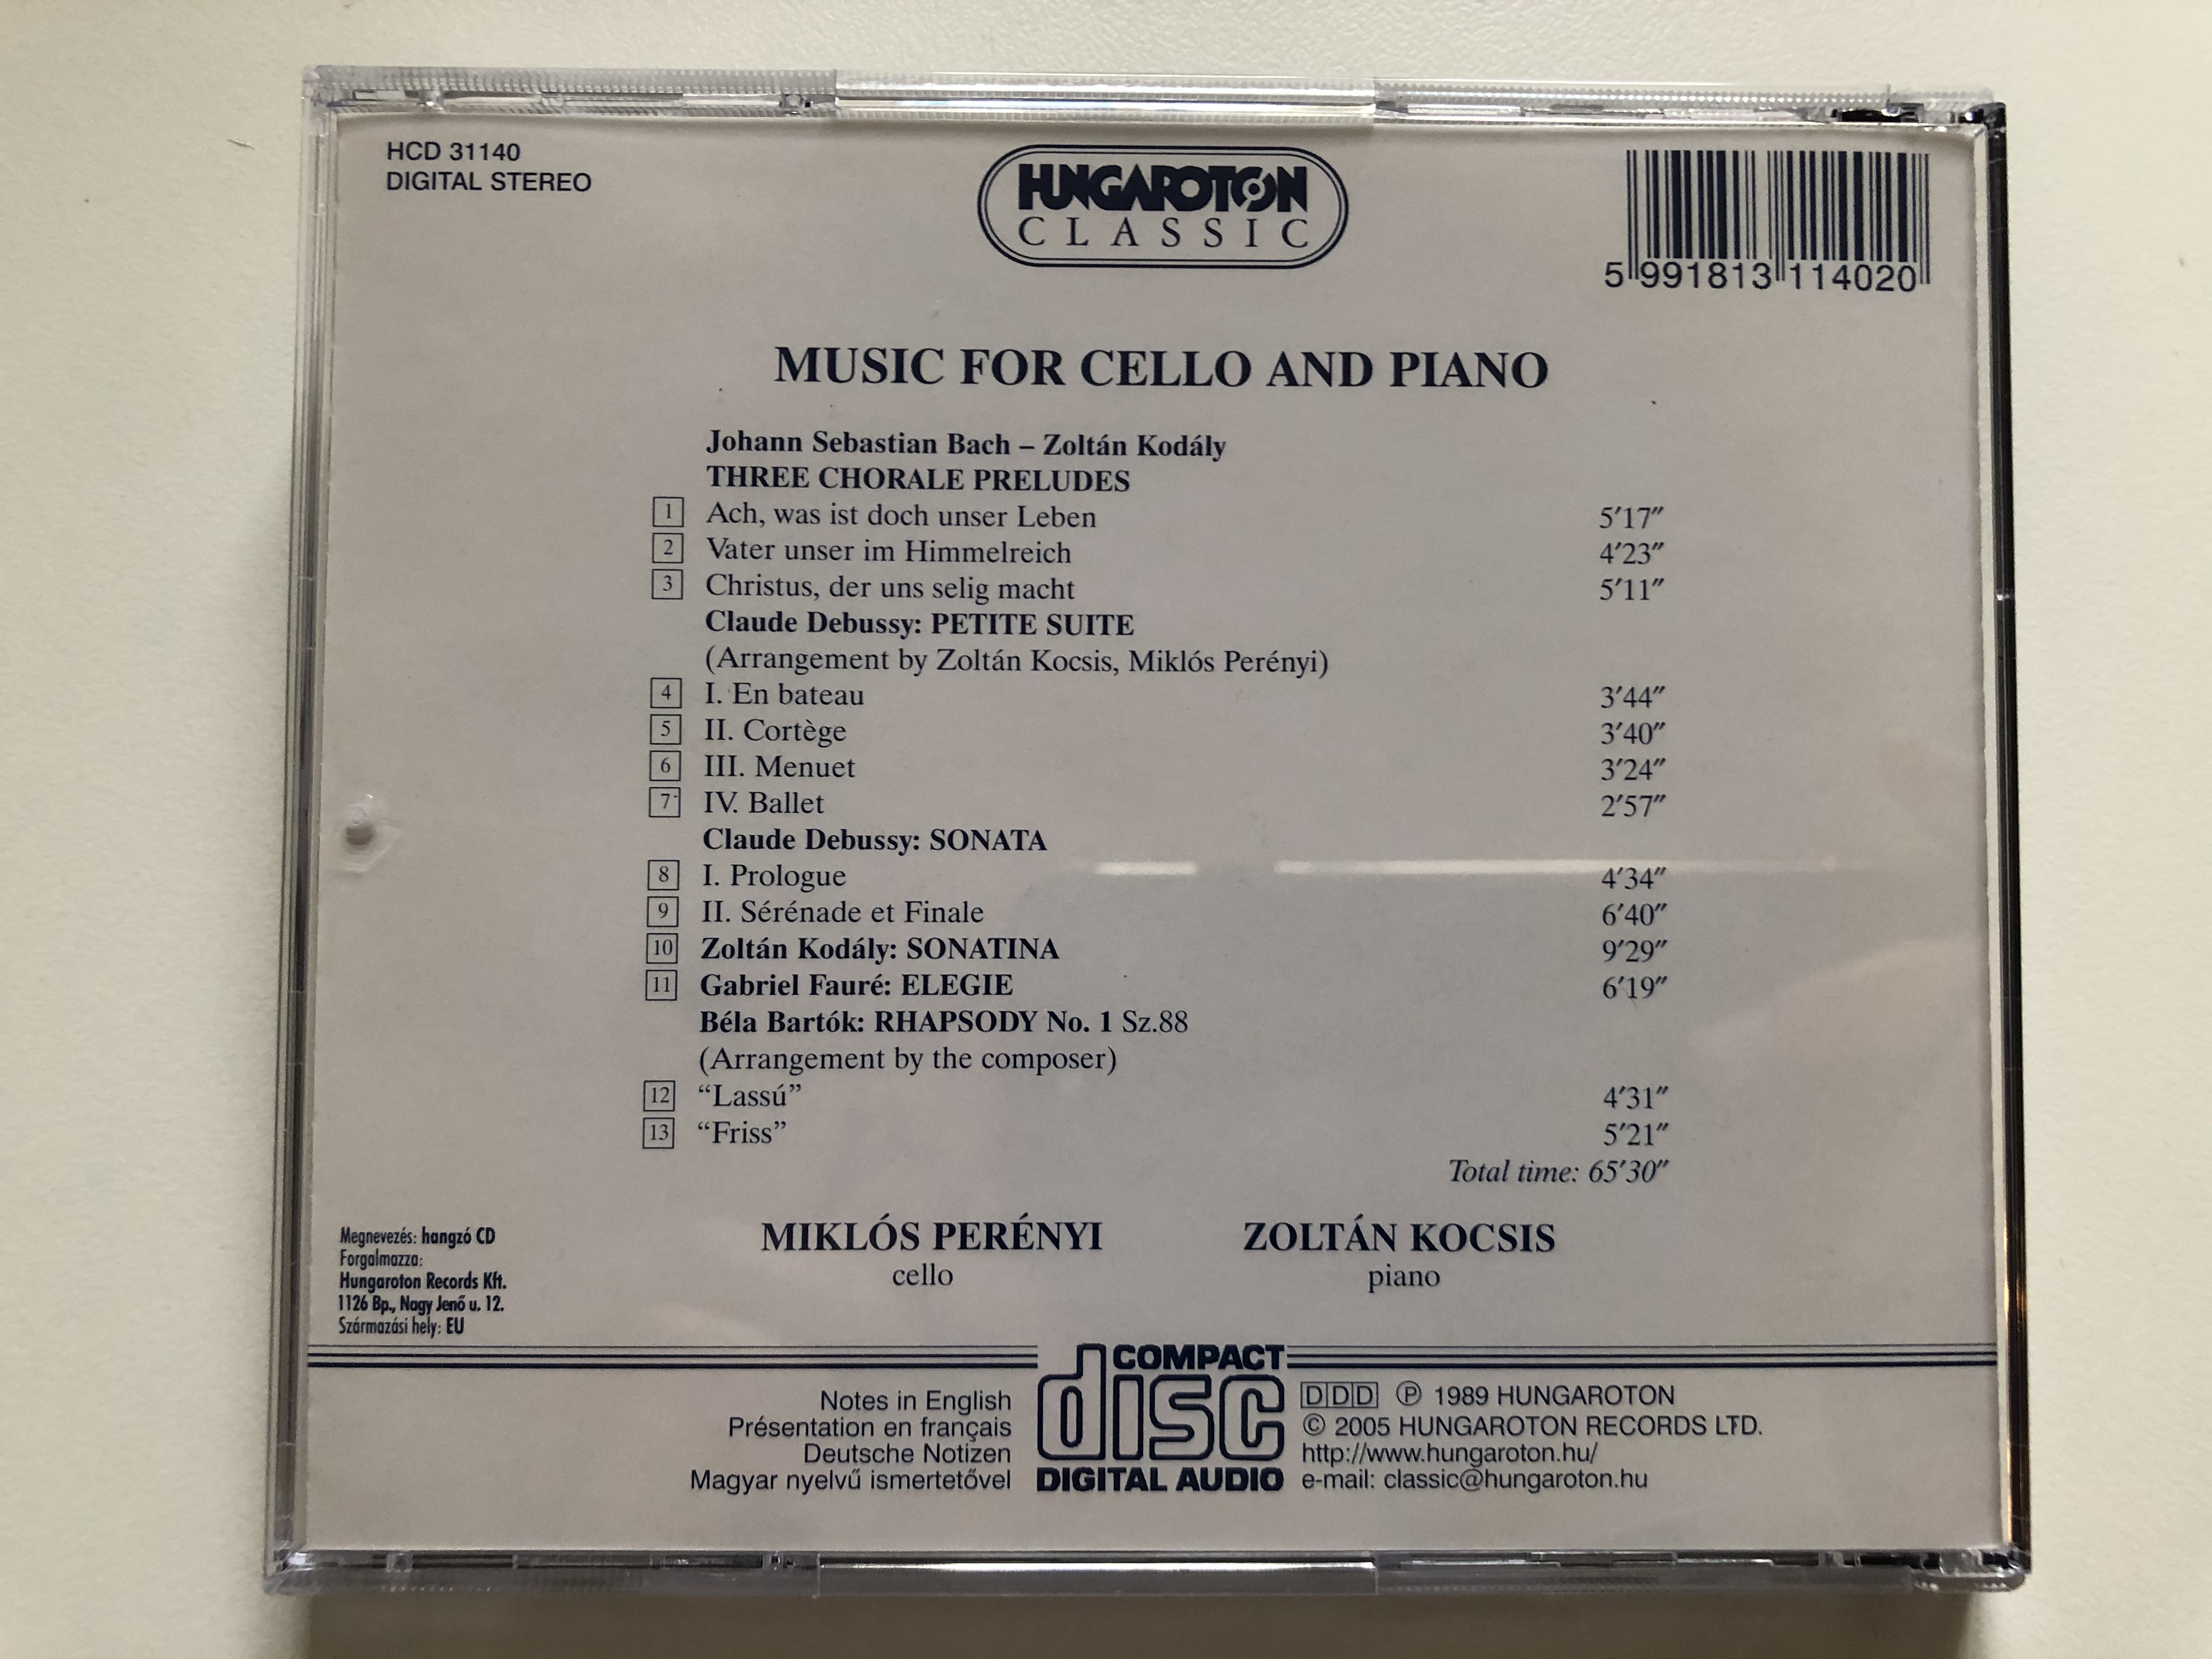 HCD 31140
DIGITAL STEREO
HUNGAROTON
CLASSIC
5 991813 114020
MUSIC FOR CELLO AND PIANO
Johann Sebastian Bach – Zoltán Kodály
THREE CHORALE PRELUDES
1 Ach, was ist doch unser Leben 5′17″
2 Vater unser im Himmelreich 4′23″
3 Christus, der uns selig macht 5′11″
Claude Debussy: PETITE SUITE
(Arrangement by Zoltán Kocsis, Miklós Perényi)
4 I. En bateau 3′44″
5 II. Cortège 3′40″
6 III. Menuet 3′24″
7 IV. Ballet 2′57″
Claude Debussy: SONATA
8 I. Prologue 4′34″
9 II. Sérénade et Finale 6′40″
10 Zoltán Kodály: SONATINA 9′29″
11 Gabriel Fauré: ELEGIE 6′19″
Béla Bartók: RHAPSODY No. 1 Sz.88
(Arrangement by the composer)
12 “Lassú” 4′31″
13 “Friss” 5′21″
Total time: 65′30″
MIKLÓS PERÉNYI
cello
ZOLTÁN KOCSIS
piano
Megnevezés: hangzó CD
Forgalmazza:
Hungaroton Records Kft.
1126 Bp., Nagy Jenő u. 12.
Származási hely: EU
Notes in English
Présentation en français
Deutsche Notizen
Magyar nyelvű ismertetővel
COMPACT
disc
DIGITAL AUDIO
DDD ℗ 1989 HUNGAROTON
© 2005 HUNGAROTON RECORDS LTD.
http://www.hungaroton.hu/
e-mail: classic@hungaroton.hu